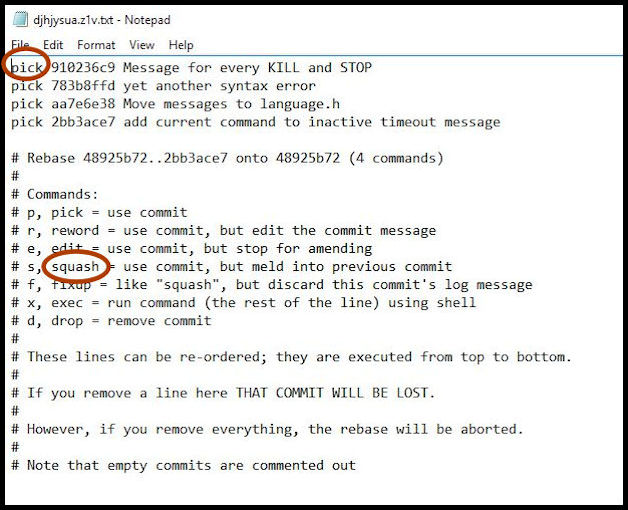 djhjysua.z1v.txt - Notepad
File Edit Format View Help
pick 910236c9 Message for every KILL and STOP
pick 783b8ffd yet another syntax error
pick aa7e6e38 Move messages to language.h
pick 2bb3ace7 add current command to inactive timeout message
# Rebase 48925b72..2bb3ace7 onto 48925b72 (4 commands)
#
# Commands:
# p, pick = use commit
# r, reword = use commit, but edit the commit message
# e, edit = use commit, but stop for amending
# s, squash = use commit, but meld into previous commit
# f, fixup = like "squash", but discard this commit's log message
# x, exec = run command (the rest of the line) using shell
# d, drop = remove commit
#
# These lines can be re-ordered; they are executed from top to bottom.
#
# If you remove a line here THAT COMMIT WILL BE LOST.
#
# However, if you remove everything, the rebase will be aborted.
#
# Note that empty commits are commented out